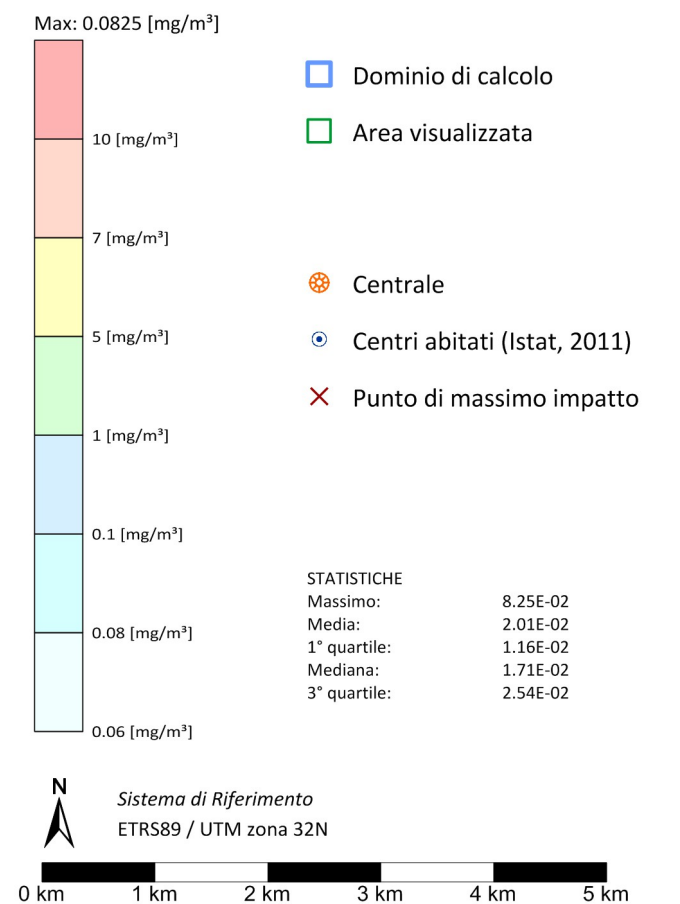 Max: 0.0825 [mg/m³]
10 [mg/m³]
7 [mg/m³]
5 [mg/m³]
1 [mg/m³]
0.1 [mg/m³]
0.08 [mg/m³]
0.06 [mg/m³]
Dominio di calcolo
Area visualizzata
Centrale
Centri abitati (Istat, 2011)
Punto di massimo impatto
STATISTICHE
Massimo: 8.25E-02
Media: 2.01E-02
1° quartile: 1.16E-02
Mediana: 1.71E-02
3° quartile: 2.54E-02
N
Sistema di Riferimento
ETRS89 / UTM zona 32N
0 km 1 km 2 km 3 km 4 km 5 km